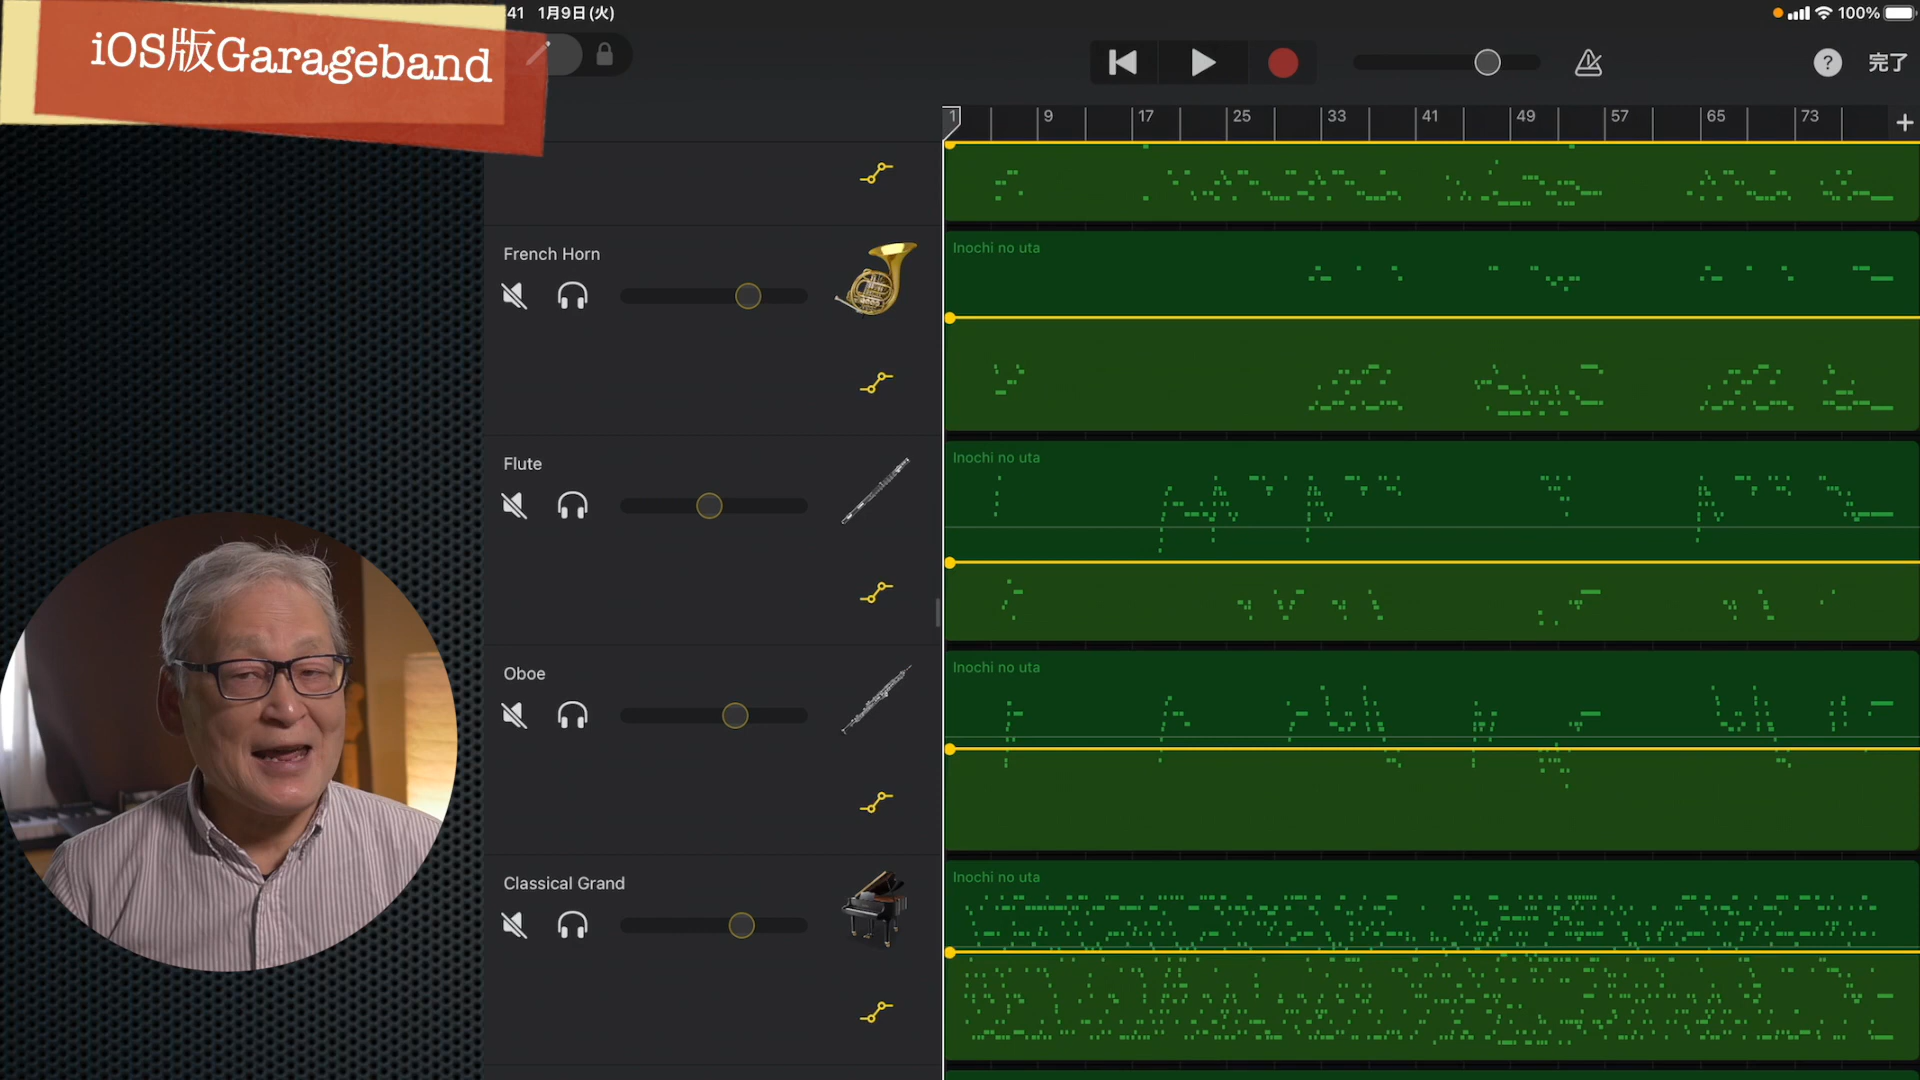 iOS版Garageband
41 1月9日(火)
100%
完了
1 9 17 25 33 41 49 57 65 73
French Horn
Inochi no uta
Flute
Inochi no uta
Oboe
Inochi no uta
Classical Grand
Inochi no uta